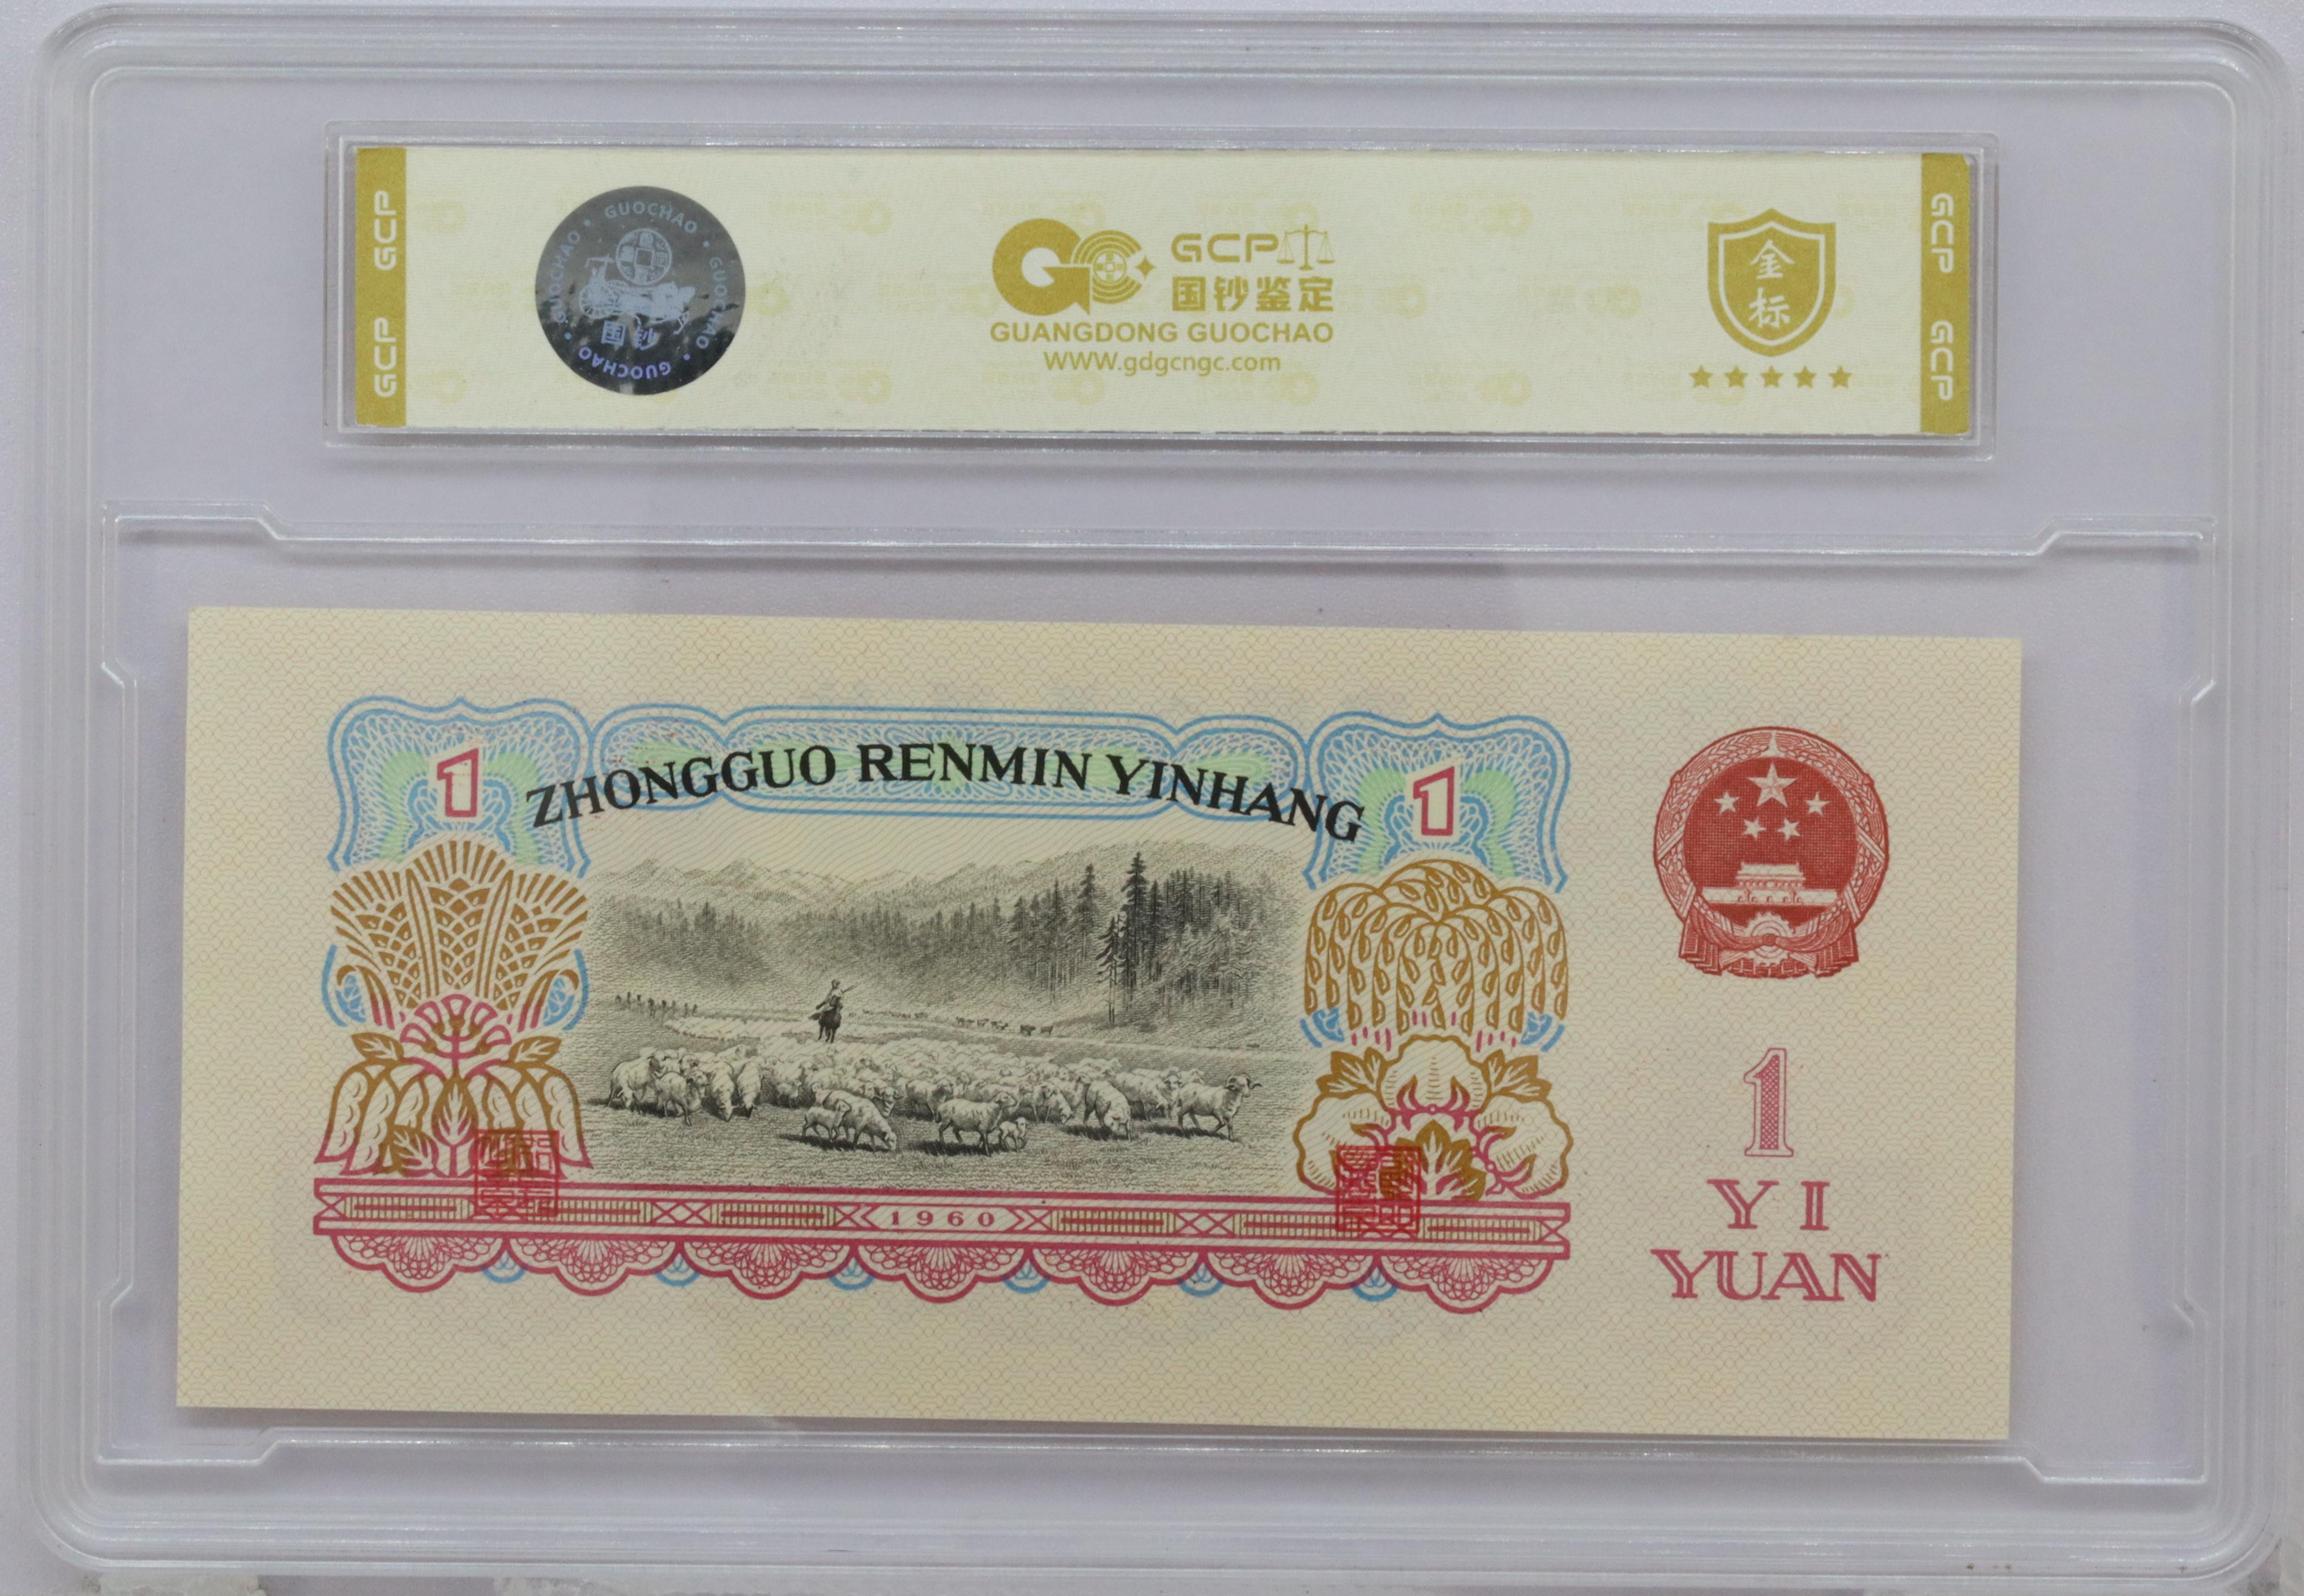 GCP GCP
GUOCHAO • GUOCHAO • GUOCHAO • GUOCHAO •
国钞
GCP
国钞鉴定
GUANGDONG GUOCHAO
WWW.gdgcngc.com
金
标
GCP GCP
1 ZHONGGUO RENMIN YINHANG 1
1960
1
YI
YUAN